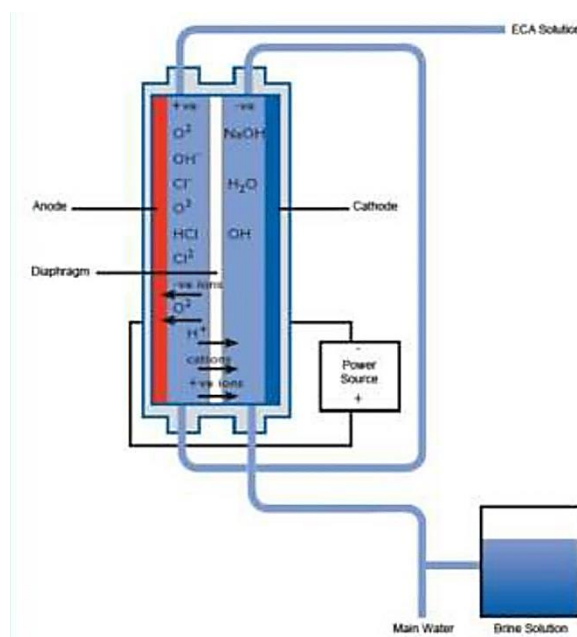 ECA Solution
+ve -ve
O² NaOH
OH⁻
Cl⁻ H₂O
Anode
Cathode
O³
HCl OH
Cl²
Diaphragm
-ve ions
O²
H⁺
cations
+ve ions
-
Power
Source
+
Main Water
Brine Solution